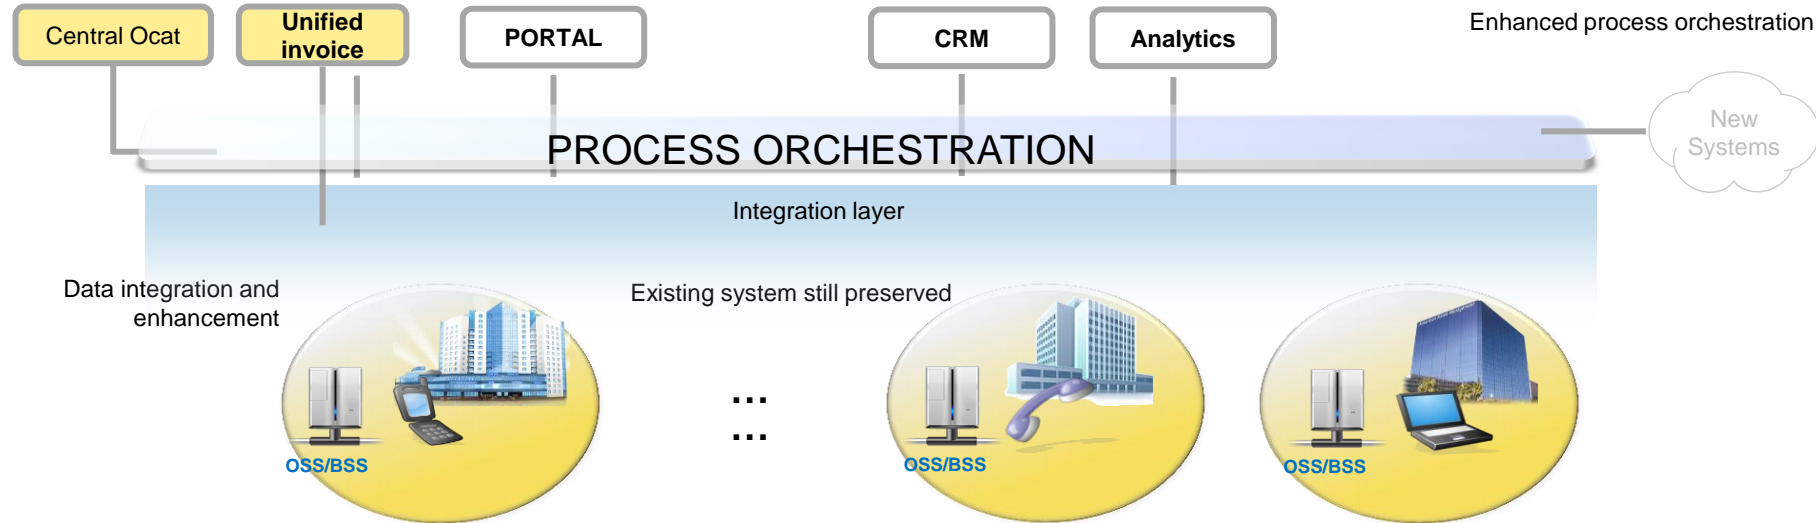 Central Ocat
Unified
invoice
PORTAL
CRM
Analytics
Enhanced process orchestration
New
Systems
PROCESS ORCHESTRATION
Integration layer
Data integration and
enhancement
Existing system still preserved
...
...
OSS/BSS
OSS/BSS
OSS/BSS